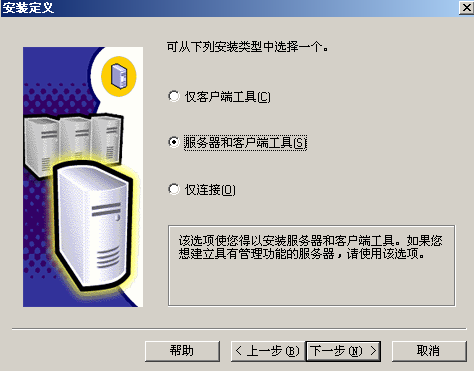 安装定义
可从下列安装类型中选择一个。
仅客户端工具(C)
服务器和客户端工具(S)
仅连接(O)
该选项使您得以安装服务器和客户端工具。如果您
想建立具有管理功能的服务器，请使用该选项。
帮助 < 上一步(B) 下一步(N) > 取消